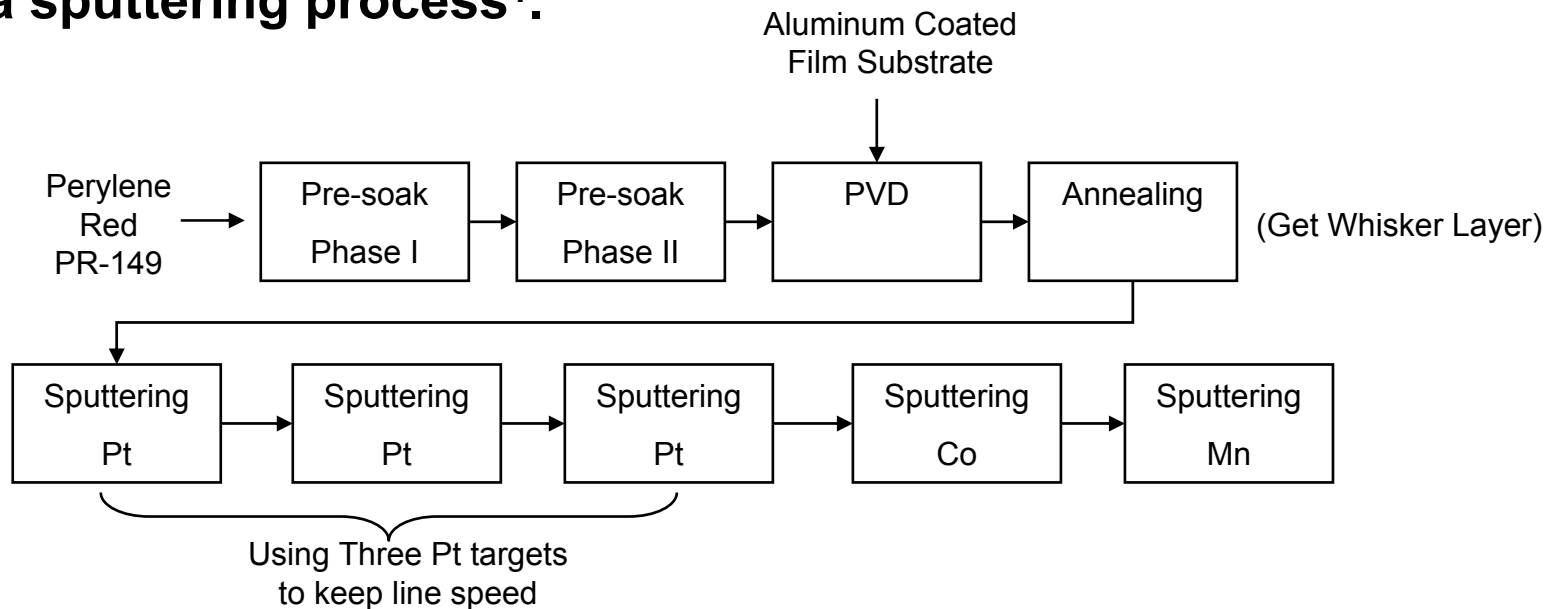 a sputtering process
Aluminum Coated
Film Substrate
Perylene
Red
PR-149
Pre-soak
Phase I
Pre-soak
Phase II
PVD
Annealing
(Get Whisker Layer)
Sputtering
Pt
Sputtering
Pt
Sputtering
Pt
Sputtering
Co
Sputtering
Mn
Using Three Pt targets
to keep line speed